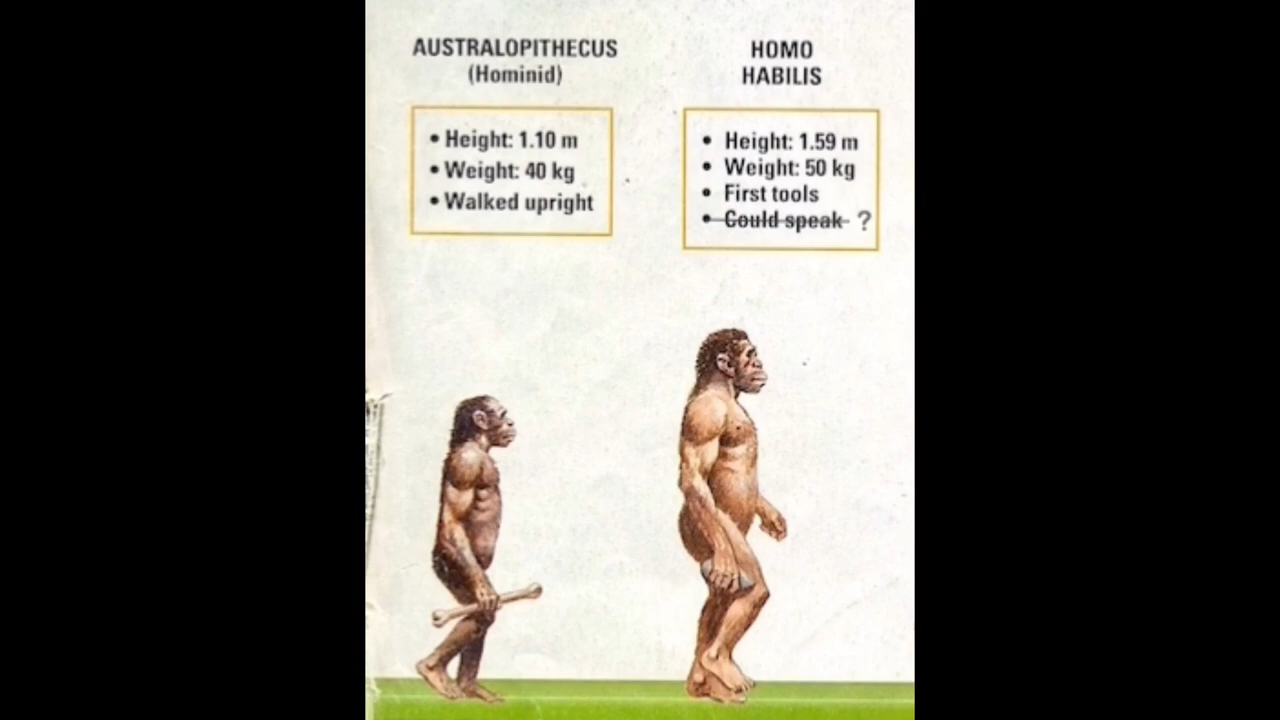 AUSTRALOPITHECUS
(Hominid)
• Height: 1.10 m
• Weight: 40 kg
• Walked upright
HOMO
HABILIS
• Height: 1.59 m
• Weight: 50 kg
• First tools
• Could speak ?